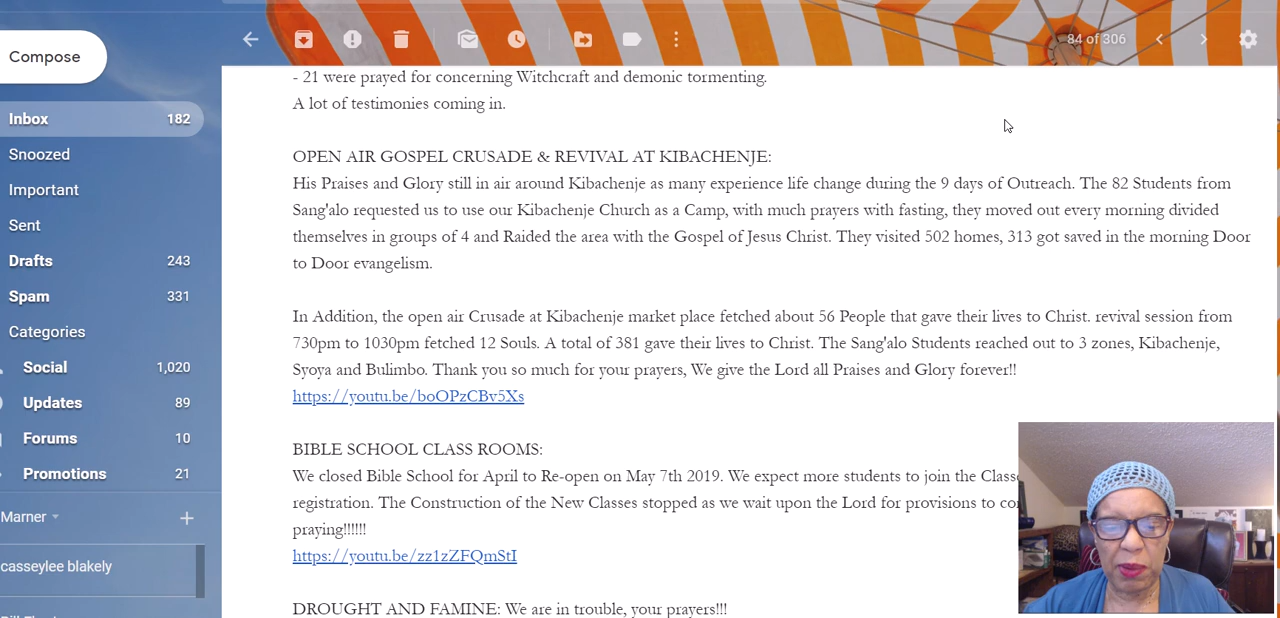 Compose
84 of 306
Inbox 182
Snoozed
Important
Sent
Drafts 243
Spam 331
Categories
Social 1,020
Updates 89
Forums 10
Promotions 21
Marner
casseylee blakely
- 21 were prayed for concerning Witchcraft and demonic tormenting.
A lot of testimonies coming in.
OPEN AIR GOSPEL CRUSADE & REVIVAL AT KIBACHENJE:
His Praises and Glory still in air around Kibachenje as many experience life change during the 9 days of Outreach. The 82 Students from
Sang'alo requested us to use our Kibachenje Church as a Camp, with much prayers with fasting, they moved out every morning divided
themselves in groups of 4 and Raided the area with the Gospel of Jesus Christ. They visited 502 homes, 313 got saved in the morning Door
to Door evangelism.
In Addition, the open air Crusade at Kibachenje market place fetched about 56 People that gave their lives to Christ. revival session from
730pm to 1030pm fetched 12 Souls. A total of 381 gave their lives to Christ. The Sang'alo Students reached out to 3 zones, Kibachenje,
Syoya and Bulimbo. Thank you so much for your prayers, We give the Lord all Praises and Glory forever!!
https://youtu.be/boOPzCBv5Xs
BIBLE SCHOOL CLASS ROOMS:
We closed Bible School for April to Re-open on May 7th 2019. We expect more students to join the
registration. The Construction of the New Classes stopped as we wait upon the Lord for provisions to
praying!!!!!!
https://youtu.be/zz1zZFQmStI
DROUGHT AND FAMINE: We are in trouble, your prayers!!!